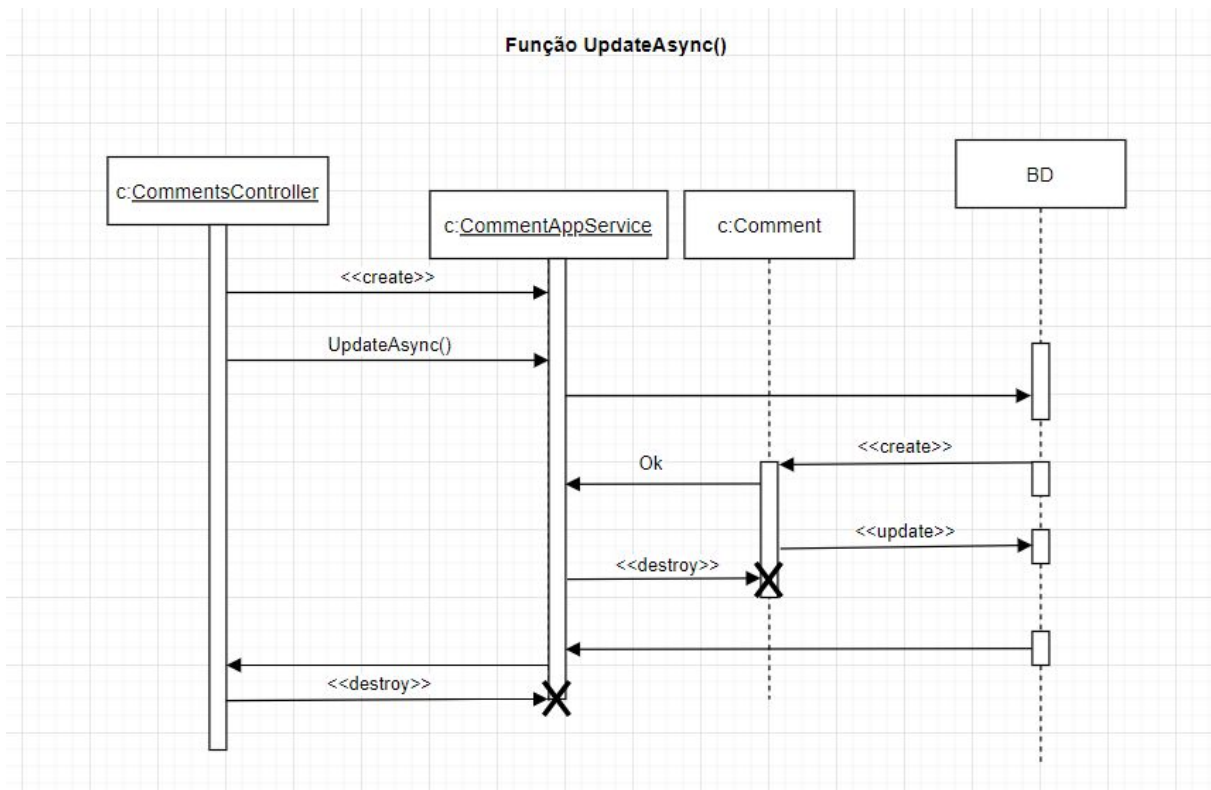 Função UpdateAsync()
c:CommentsController
c:CommentAppService
c:Comment
BD
<<create>>
UpdateAsync()
<<create>>
Ok
<<update>>
<<destroy>>
<<destroy>>